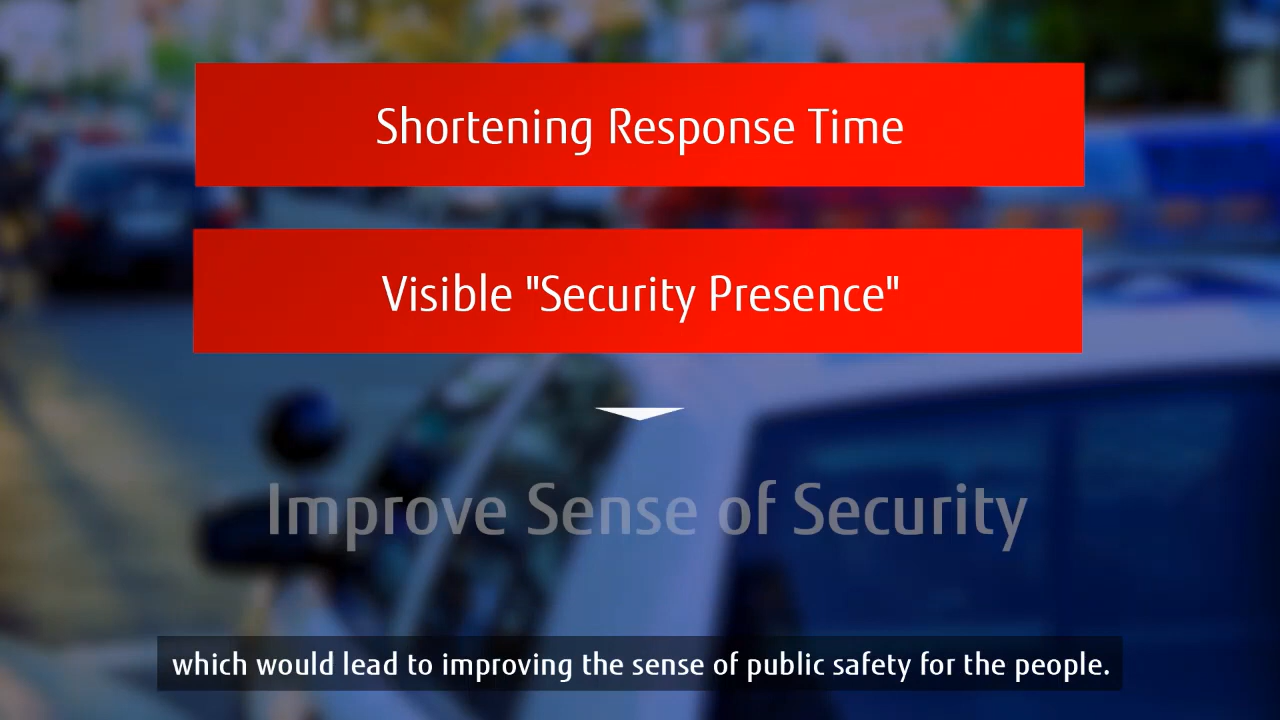 Shortening Response Time
Visible "Security Presence"
Improve Sense of Security
which would lead to improving the sense of public safety for the people.